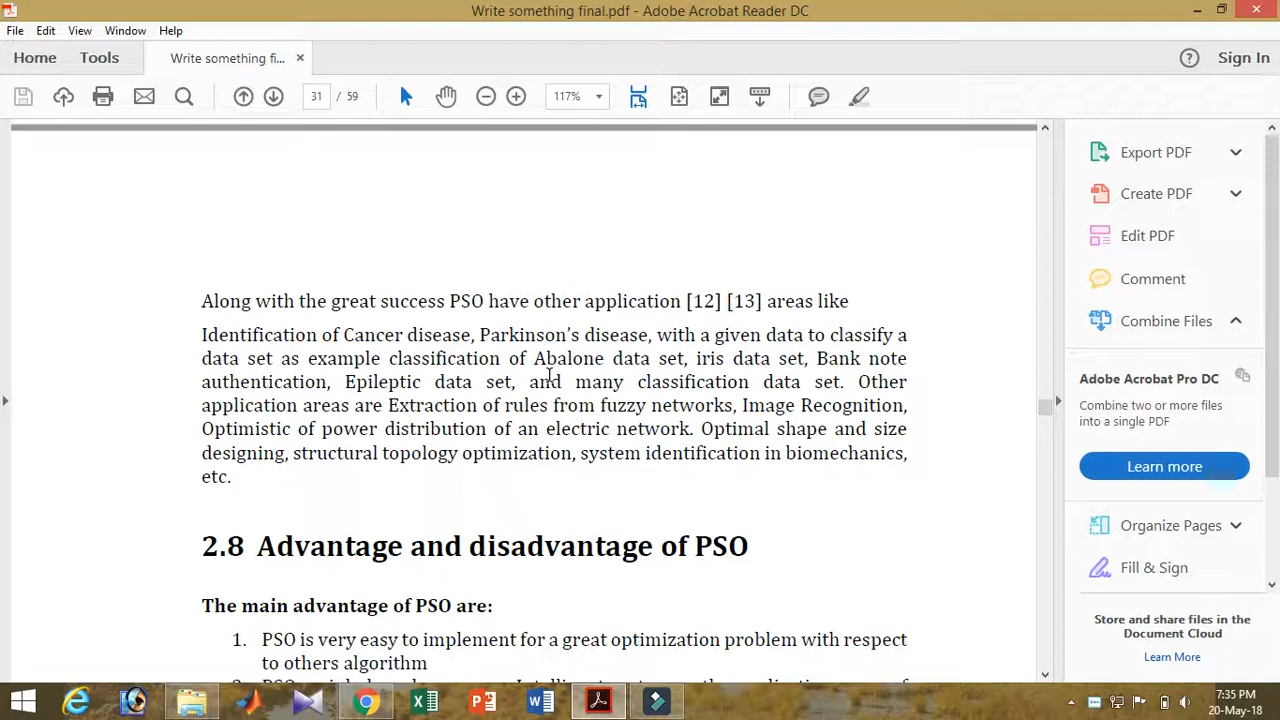 Write something final.pdf - Adobe Acrobat Reader DC
File Edit View Window Help
Home Tools Write something fi... × Sign In
31 / 59 117%
Export PDF
Create PDF
Edit PDF
Comment
Combine Files
Adobe Acrobat Pro DC
Combine two or more files
into a single PDF
Learn more
Organize Pages
Fill & Sign
Store and share files in the
Document Cloud
Learn More
Along with the great success PSO have other application [12] [13] areas like
Identification of Cancer disease, Parkinson's disease, with a given data to classify a
data set as example classification of Abalone data set, iris data set, Bank note
authentication, Epileptic data set, and many classification data set. Other
application areas are Extraction of rules from fuzzy networks, Image Recognition,
Optimistic of power distribution of an electric network. Optimal shape and size
designing, structural topology optimization, system identification in biomechanics,
etc.
2.8 Advantage and disadvantage of PSO
The main advantage of PSO are:
1. PSO is very easy to implement for a great optimization problem with respect
to others algorithm
7:35 PM
20-May-18